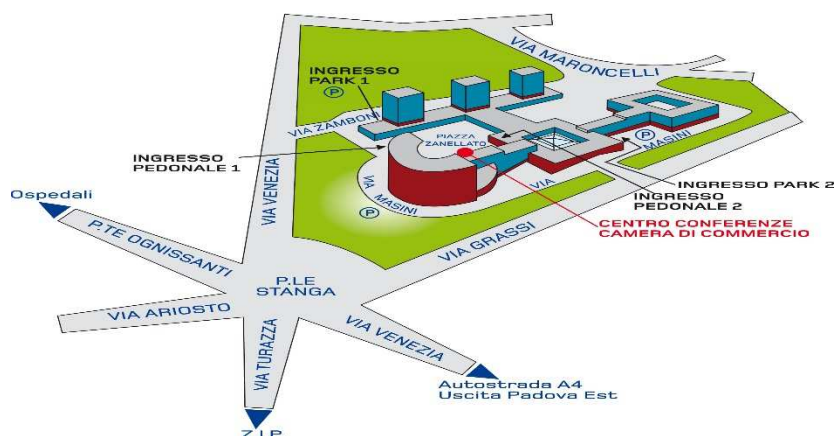 VIA MARONCELLI
INGRESSO
PARK 1
P
VIA ZAMBONI
PIAZZA
ZANELLATO
P
INGRESSO
PEDONALE 1
VIA MASINI
VIA MASINI
P
INGRESSO PARK 2
INGRESSO
PEDONALE 2
CENTRO CONFERENZE
CAMERA DI COMMERCIO
VIA VENEZIA
VIA GRASSI
Ospedali
P.TE OGNISSANTI
P.LE
STANGA
VIA ARIOSTO
VIA TURAZZA
VIA VENEZIA
Autostrada A4
Uscita Padova Est
Z.I.P.